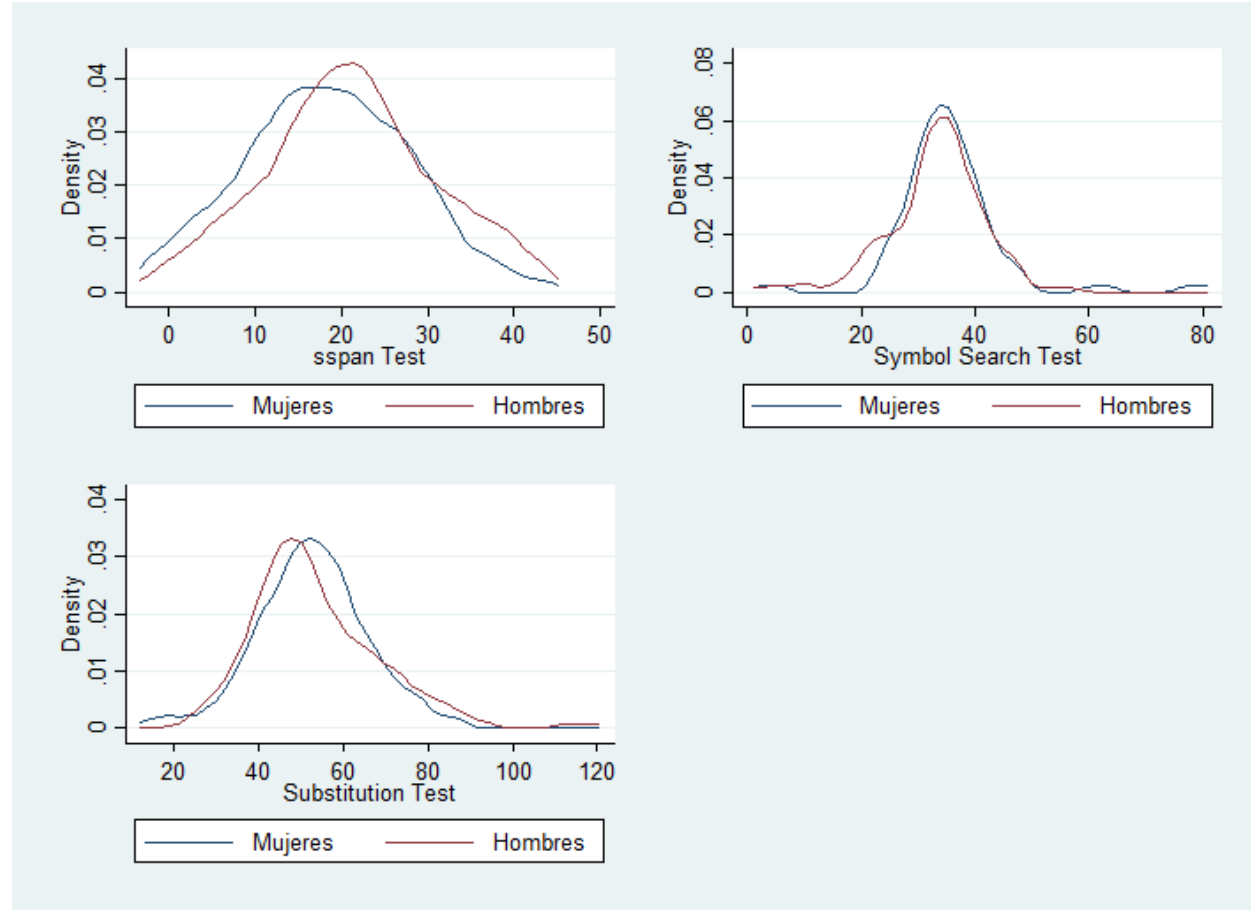 Density
0 .01 .02 .03 .04
0 10 20 30 40 50
sspan Test
Mujeres Hombres
Density
0 .02 .04 .06 .08
0 20 40 60 80
Symbol Search Test
Mujeres Hombres
Density
0 .01 .02 .03 .04
20 40 60 80 100 120
Substitution Test
Mujeres Hombres